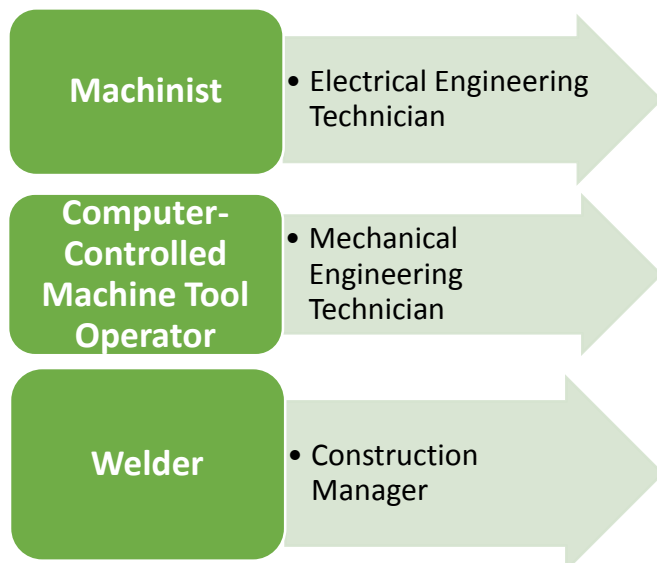 Machinist
• Electrical Engineering
Technician
Computer-
Controlled
Machine Tool
Operator
• Mechanical
Engineering
Technician
Welder
• Construction
Manager